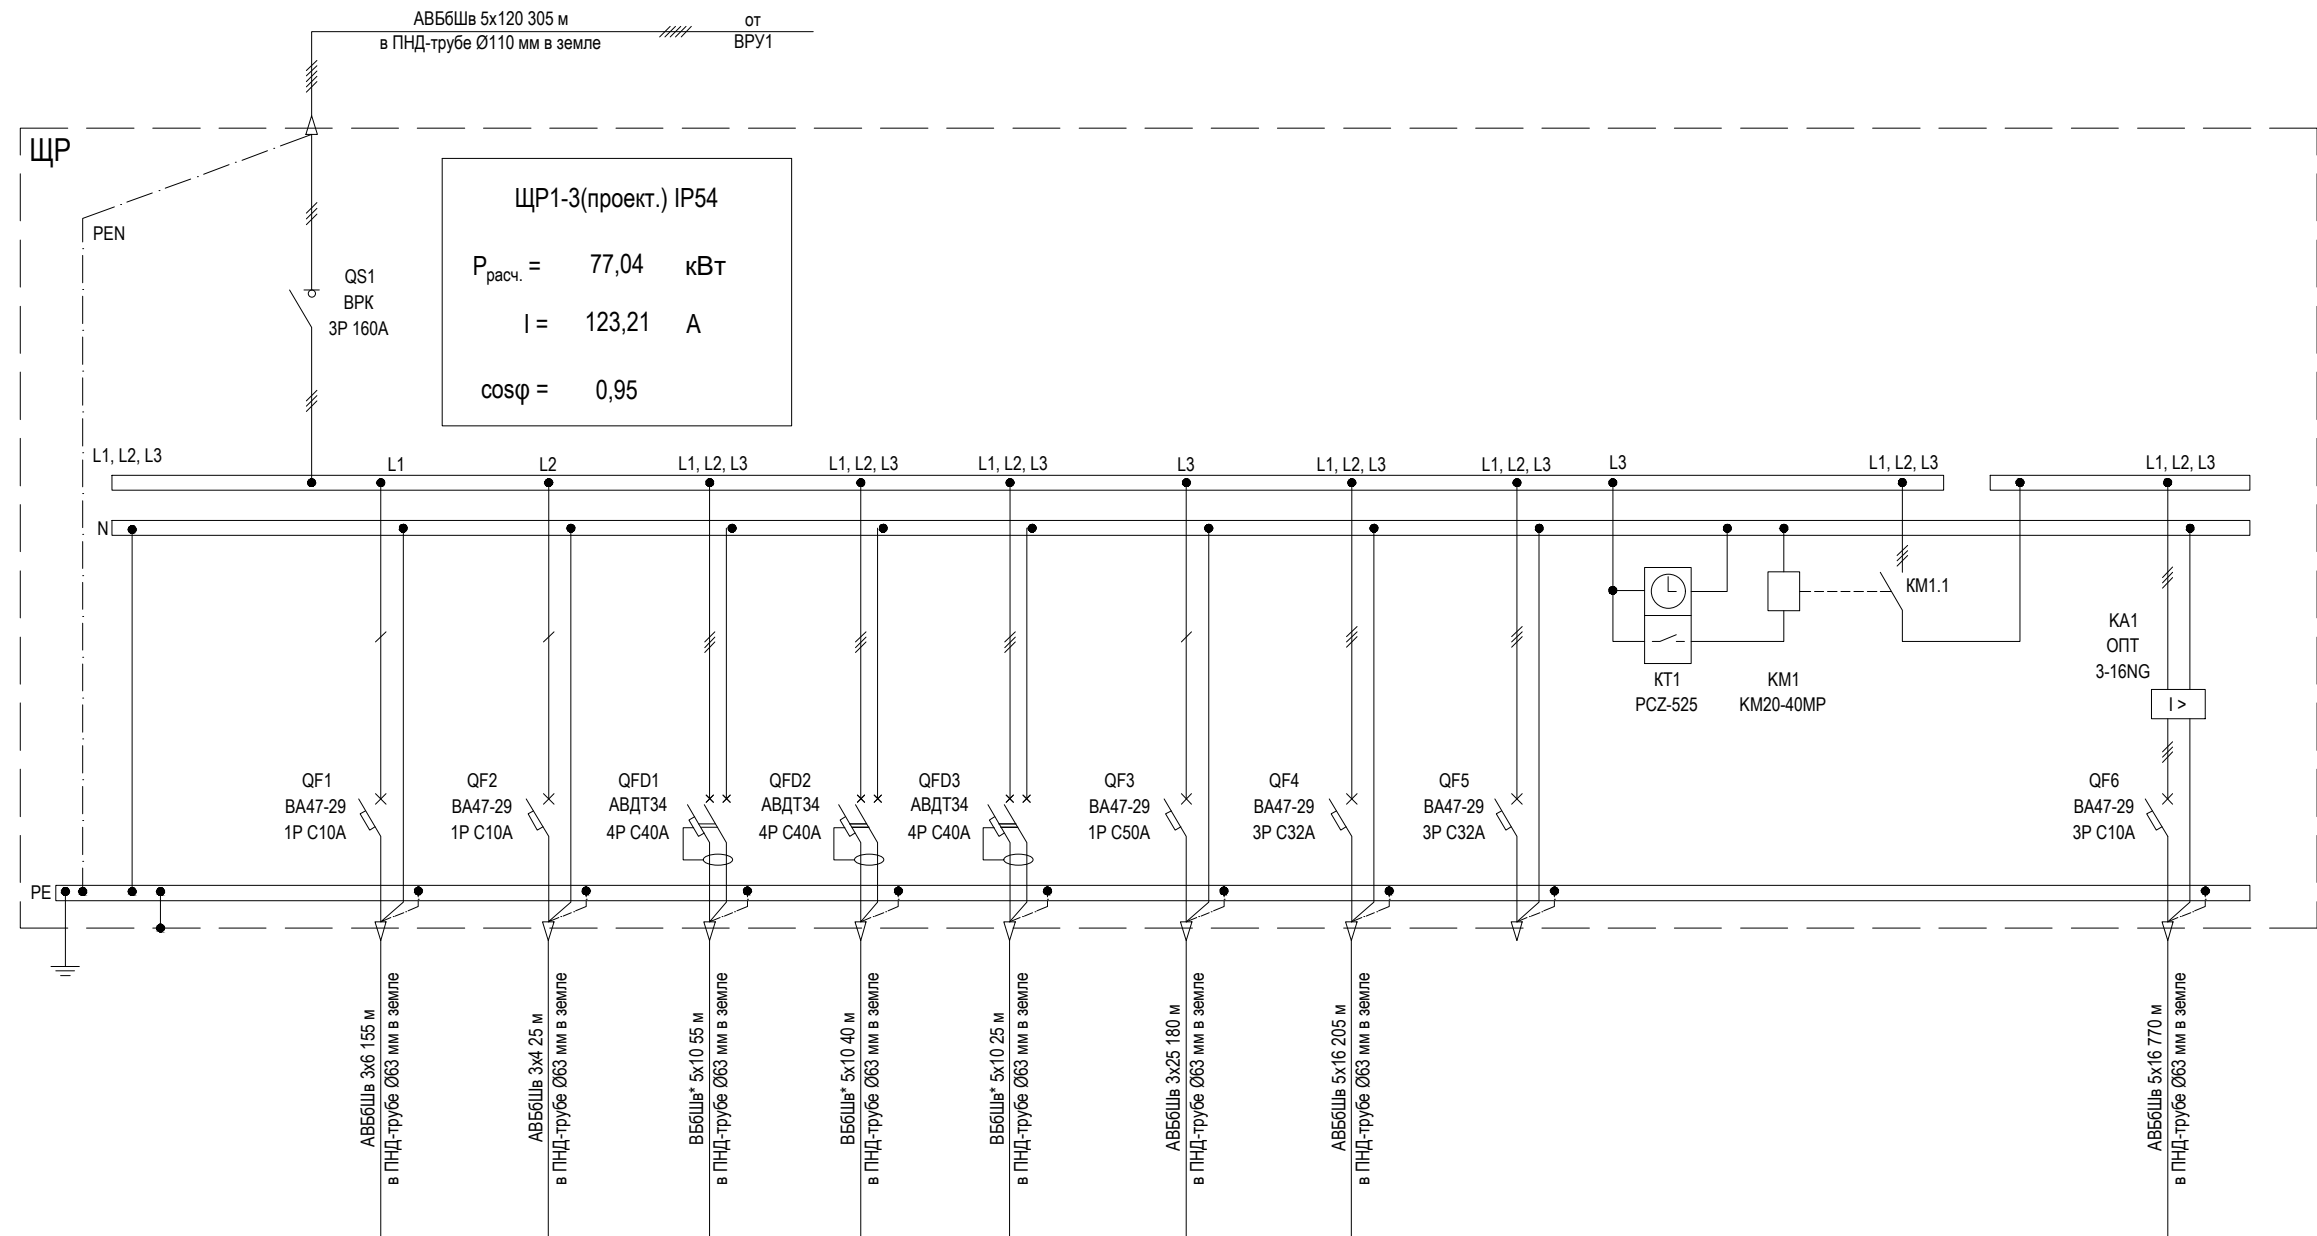 АВБбШв 5х120 305 м
в ПНД-трубе Ø110 мм в земле
от
ВРУ1
ЩР
PEN
QS1
ВРК
3Р 160А
ЩР1-3(проект.) IP54
Pрасч. = 77,04 кВт
I = 123,21 А
cosφ = 0,95
L1, L2, L3
L1
L2
L1, L2, L3
L1, L2, L3
L1, L2, L3
L3
L1, L2, L3
L1, L2, L3
L3
L1, L2, L3
L1, L2, L3
N
КМ1.1
КТ1
PCZ-525
КМ1
КМ20-40МР
КА1
ОПТ
3-16NG
I >
QF1
ВА47-29
1Р С10А
QF2
ВА47-29
1Р С10А
QFD1
АВДТ34
4Р С40А
QFD2
АВДТ34
4Р С40А
QFD3
АВДТ34
4Р С40А
QF3
ВА47-29
1Р С50А
QF4
ВА47-29
3Р С32А
QF5
ВА47-29
3Р С32А
QF6
ВА47-29
3Р С10А
PE
АВБбШв 3х6 155 м
в ПНД-трубе Ø63 мм в земле
АВБбШв 3х4 25 м
в ПНД-трубе Ø63 мм в земле
ВБбШв* 5х10 55 м
в ПНД-трубе Ø63 мм в земле
ВБбШв* 5х10 40 м
в ПНД-трубе Ø63 мм в земле
ВБбШв* 5х10 25 м
в ПНД-трубе Ø63 мм в земле
АВБбШв 3х25 180 м
в ПНД-трубе Ø63 мм в земле
АВБбШв 5х16 205 м
в ПНД-трубе Ø63 мм в земле
АВБбШв 5х16 770 м
в ПНД-трубе Ø63 мм в земле